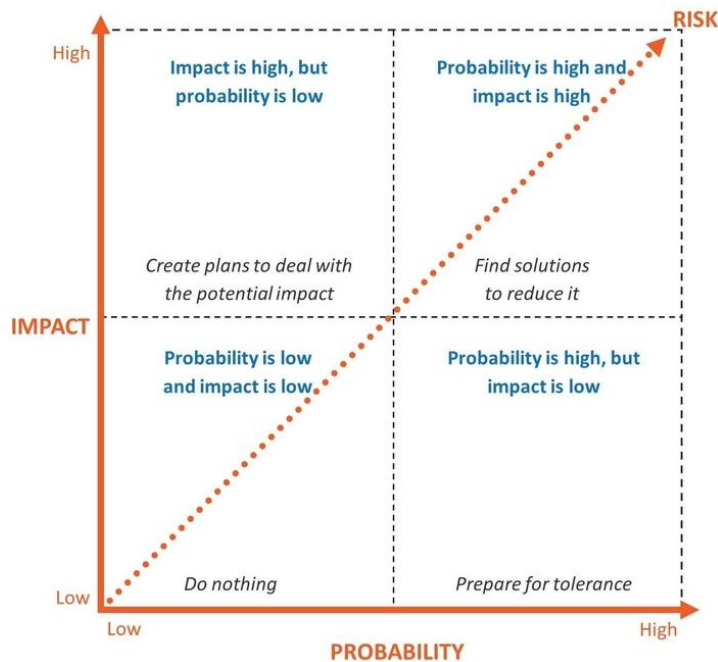 RISK
High
Impact is high, but
probability is low
Probability is high and
impact is high
Create plans to deal with
the potential impact
Find solutions
to reduce it
IMPACT
Probability is low
and impact is low
Probability is high, but
impact is low
Do nothing
Prepare for tolerance
Low
Low
High
PROBABILITY